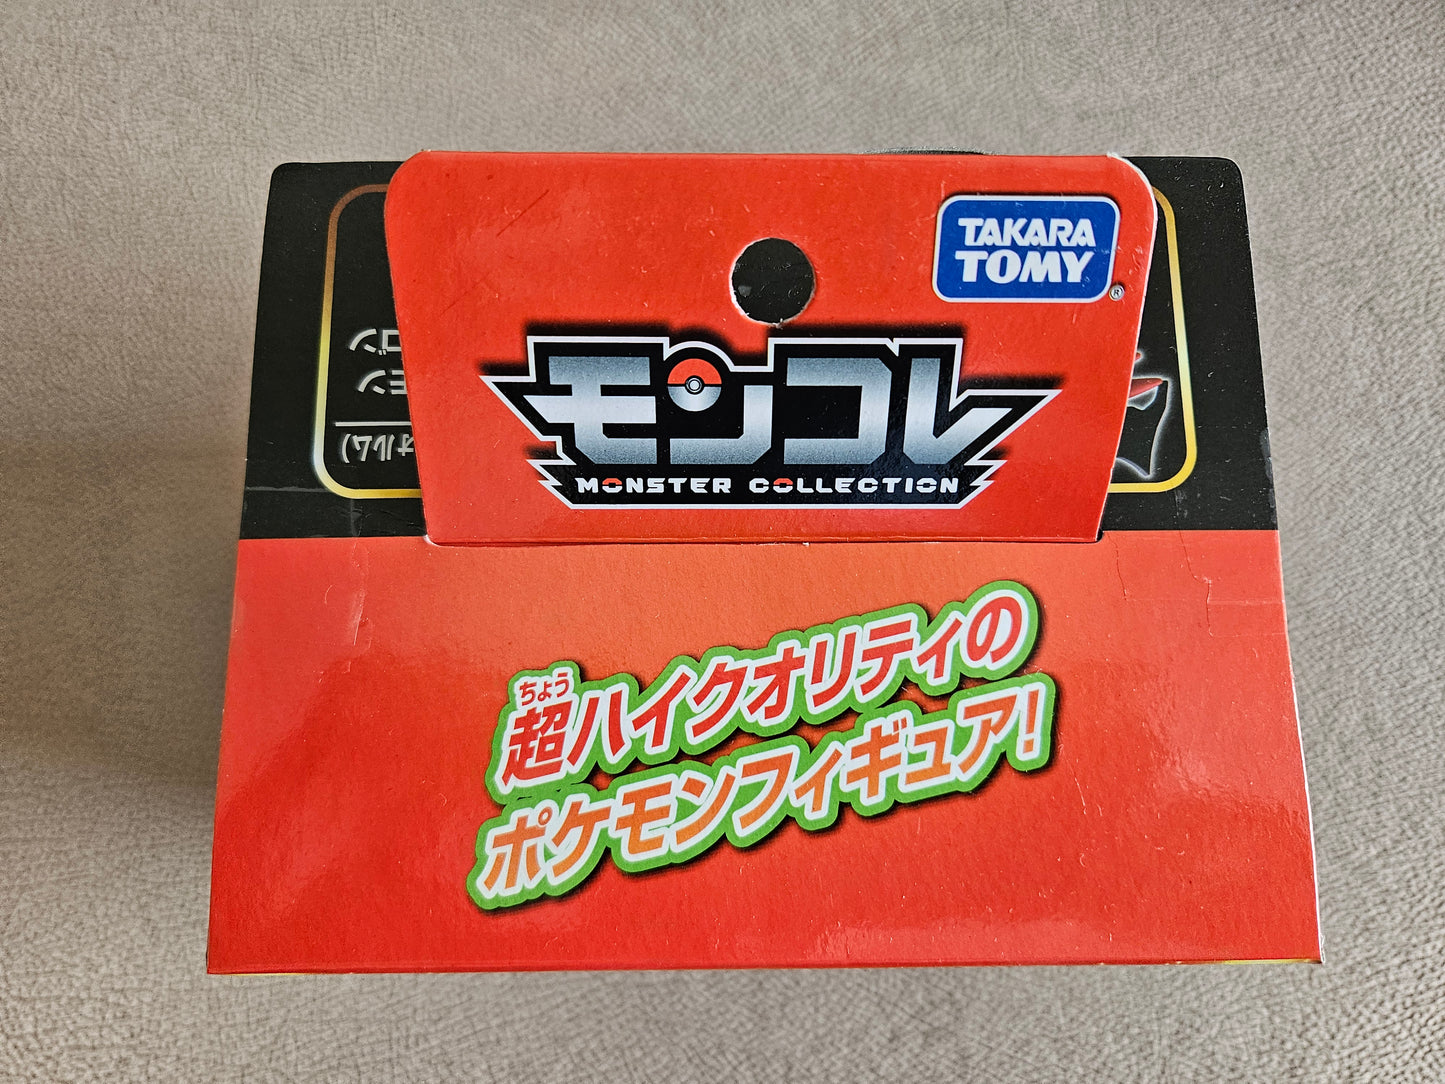 TAKARA
TOMY
®
モンコレ
MONSTER COLLECTION
ちょう
超ハイクオリティの
ポケモンフィギュア!